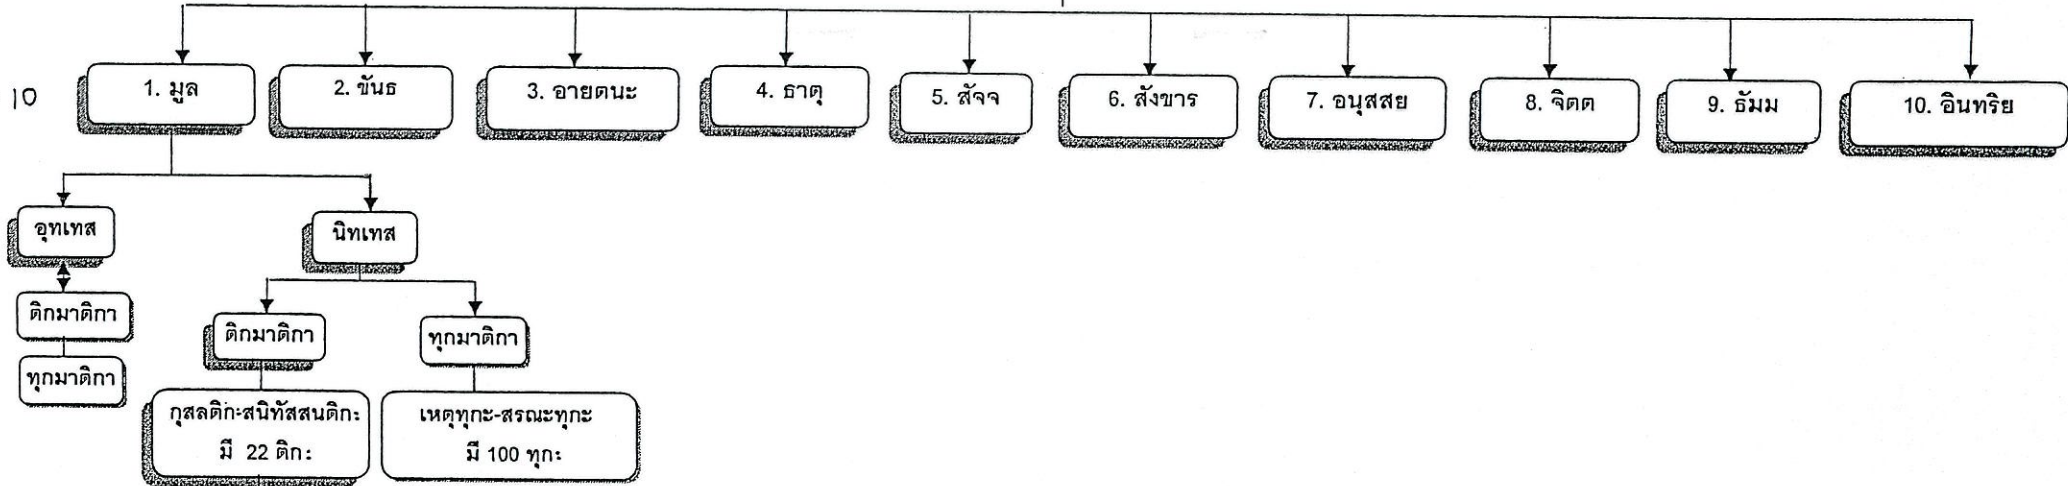 10
1. มูล
2. ขันธ
3. อายตนะ
4. ธาตุ
5. สัจจ
6. สังขาร
7. อนุสสย
8. จิตต
9. ธัมม
10. อินทริย
อุทเทส
นิทเทส
ติกมาติกา
ทุกมาติกา
ติกมาติกา
ทุกมาติกา
กุสลติกะสนิทัสสนติกะ
มี 22 ติกะ
เหตุทุกะ-สรณะทุกะ
มี 100 ทุกะ